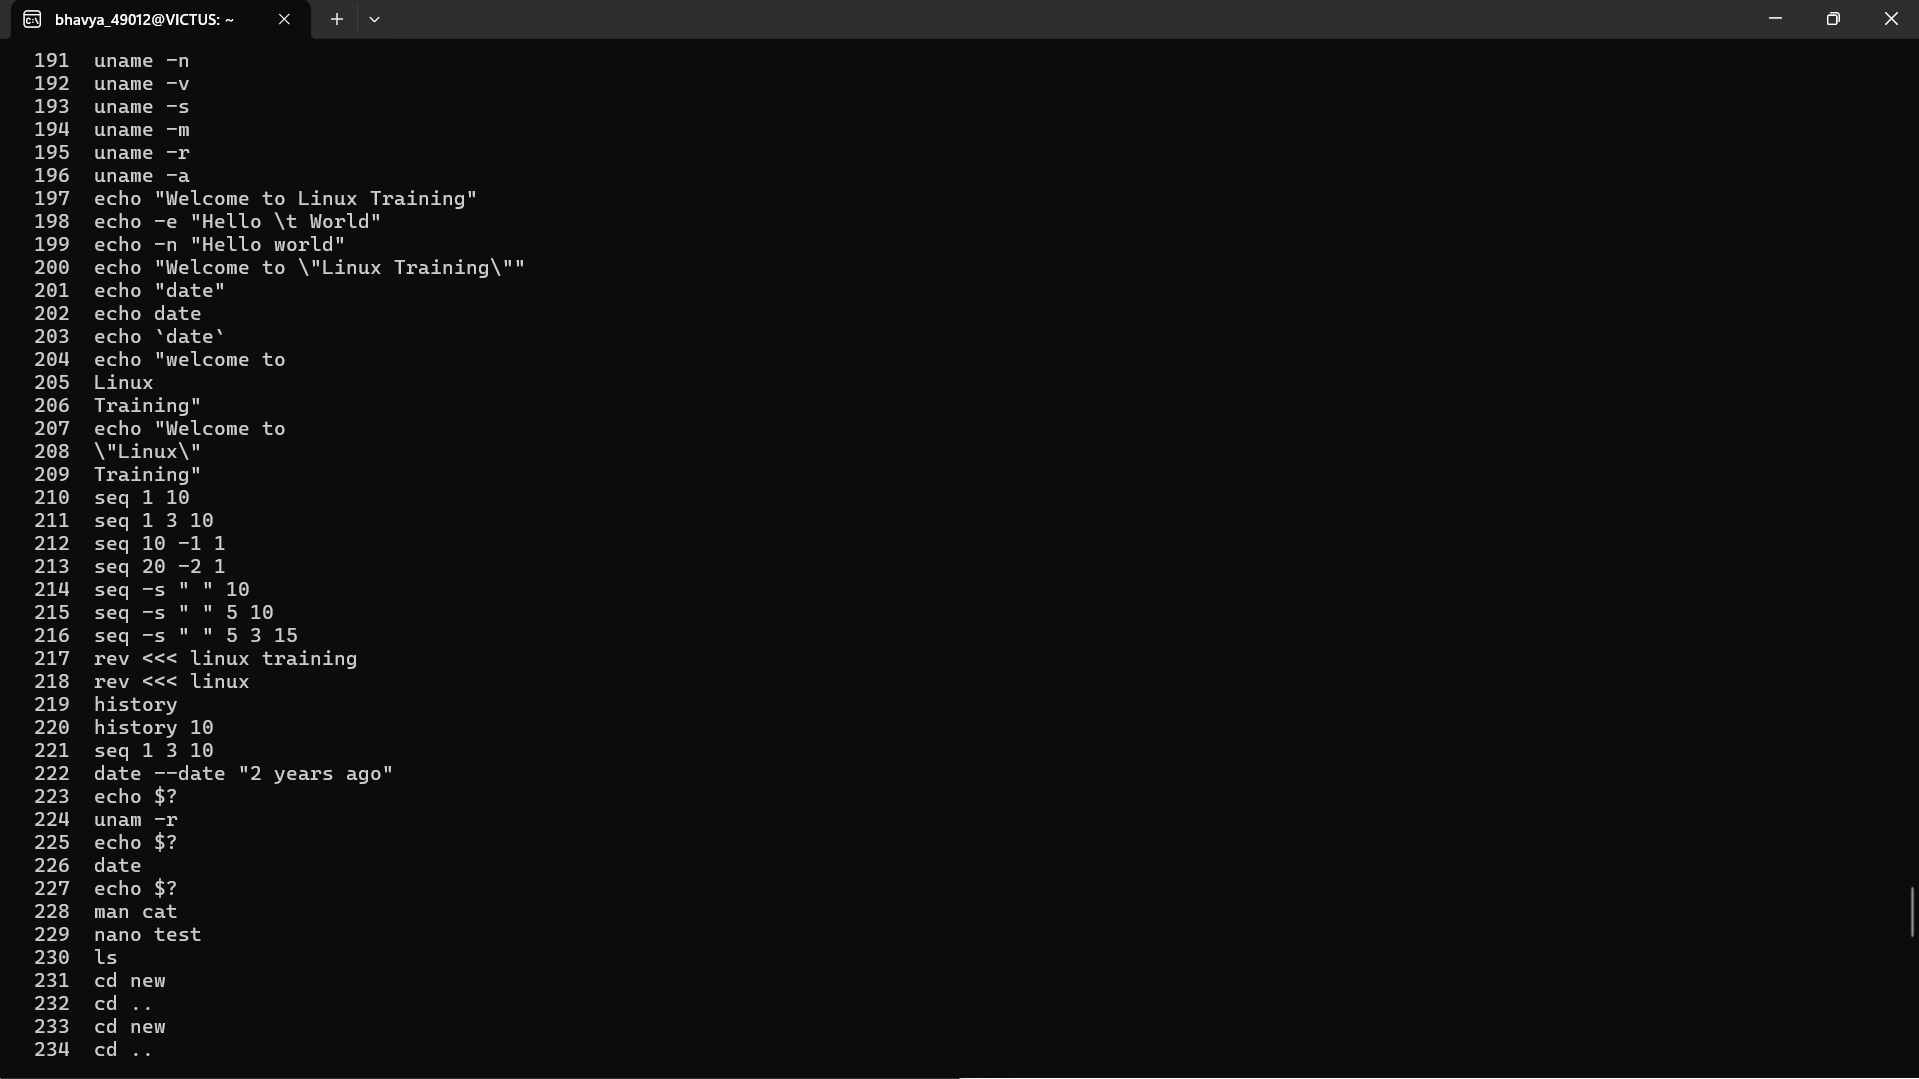 bhavya_49012@VICTUS: ~
191 uname -n
192 uname -v
193 uname -s
194 uname -m
195 uname -r
196 uname -a
197 echo "Welcome to Linux Training"
198 echo -e "Hello \t World"
199 echo -n "Hello world"
200 echo "Welcome to \"Linux Training\""
201 echo "date"
202 echo date
203 echo `date`
204 echo "welcome to
205 Linux
206 Training"
207 echo "Welcome to
208 \"Linux\"
209 Training"
210 seq 1 10
211 seq 1 3 10
212 seq 10 -1 1
213 seq 20 -2 1
214 seq -s " " 10
215 seq -s " " 5 10
216 seq -s " " 5 3 15
217 rev <<< linux training
218 rev <<< linux
219 history
220 history 10
221 seq 1 3 10
222 date --date "2 years ago"
223 echo $?
224 unam -r
225 echo $?
226 date
227 echo $?
228 man cat
229 nano test
230 ls
231 cd new
232 cd ..
233 cd new
234 cd ..